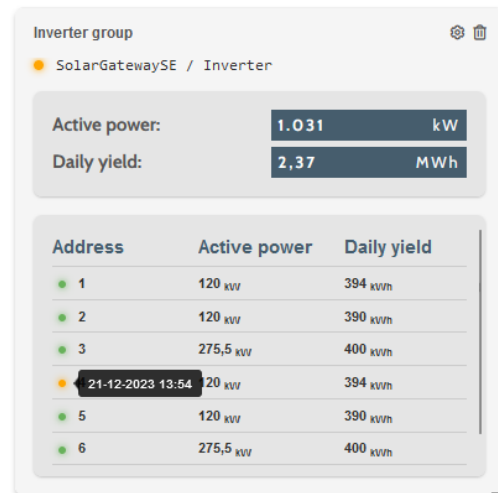 Inverter group
SolarGatewaySE / Inverter
Active power: 1.031 kW
Daily yield: 2,37 MWh
Address Active power Daily yield
1 120 kW 394 kWh
2 120 kW 390 kWh
3 275,5 kW 400 kWh
21-12-2023 13:54 120 kW 394 kWh
5 120 kW 390 kWh
6 275,5 kW 400 kWh